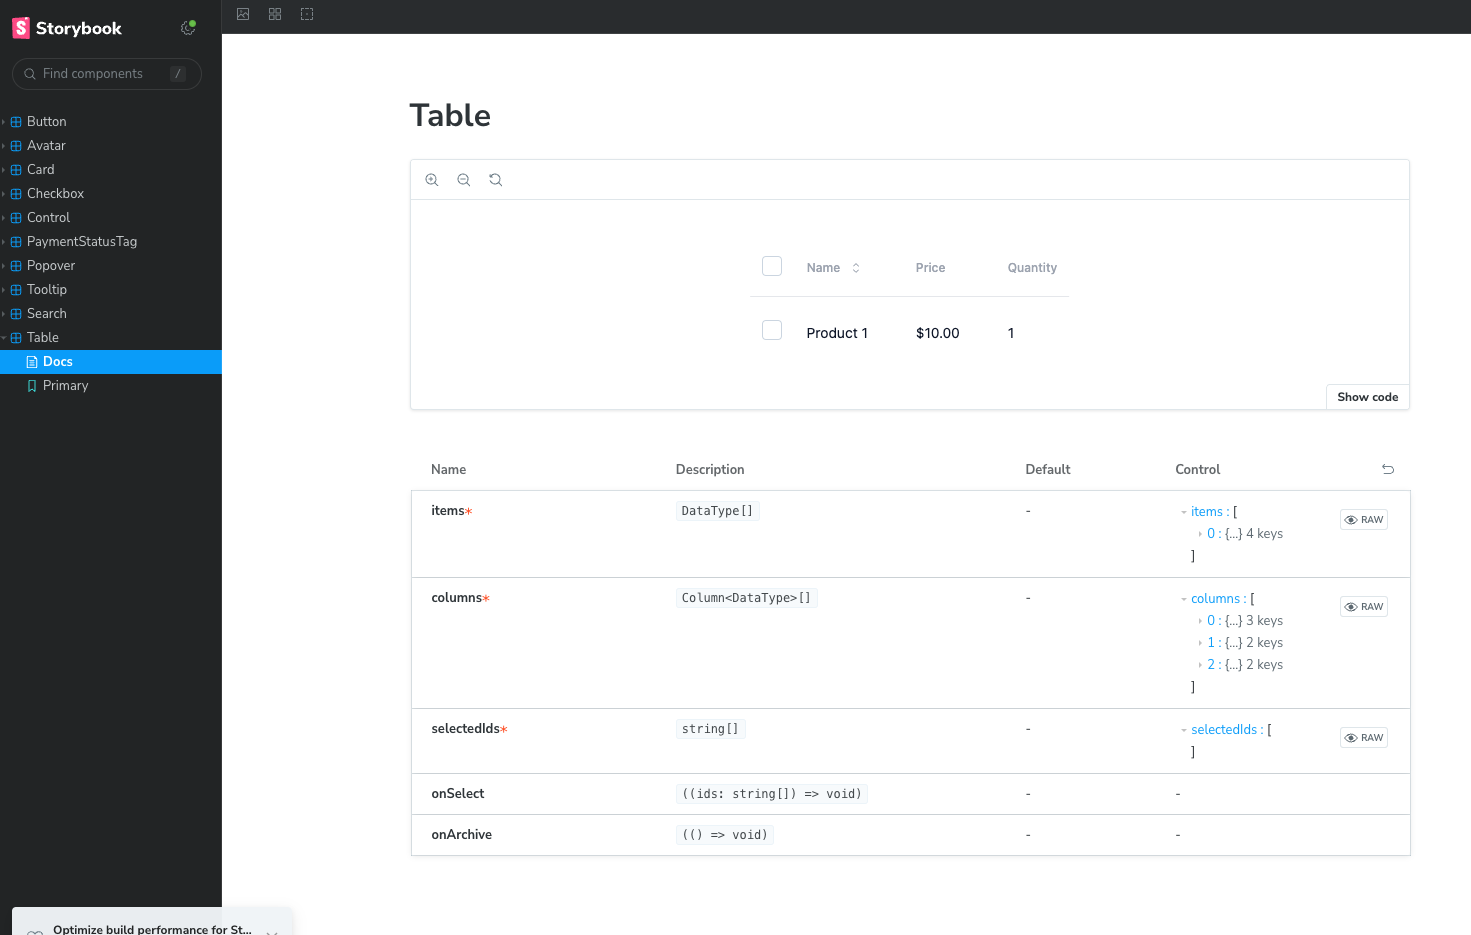 Storybook
Find components /
Button
Avatar
Card
Checkbox
Control
PaymentStatusTag
Popover
Tooltip
Search
Table
Docs
Primary
Optimize build performance for St...
Table
Name Price Quantity
Product 1 $10.00 1
Show code
Name Description Default Control
items* DataType[] - items : [ RAW
0 : {...} 4 keys
]
columns* Column<DataType>[] - columns : [ RAW
0 : {...} 3 keys
1 : {...} 2 keys
2 : {...} 2 keys
]
selectedIds* string[] - selectedIds : [ RAW
]
onSelect ((ids: string[]) => void) - -
onArchive (() => void) - -